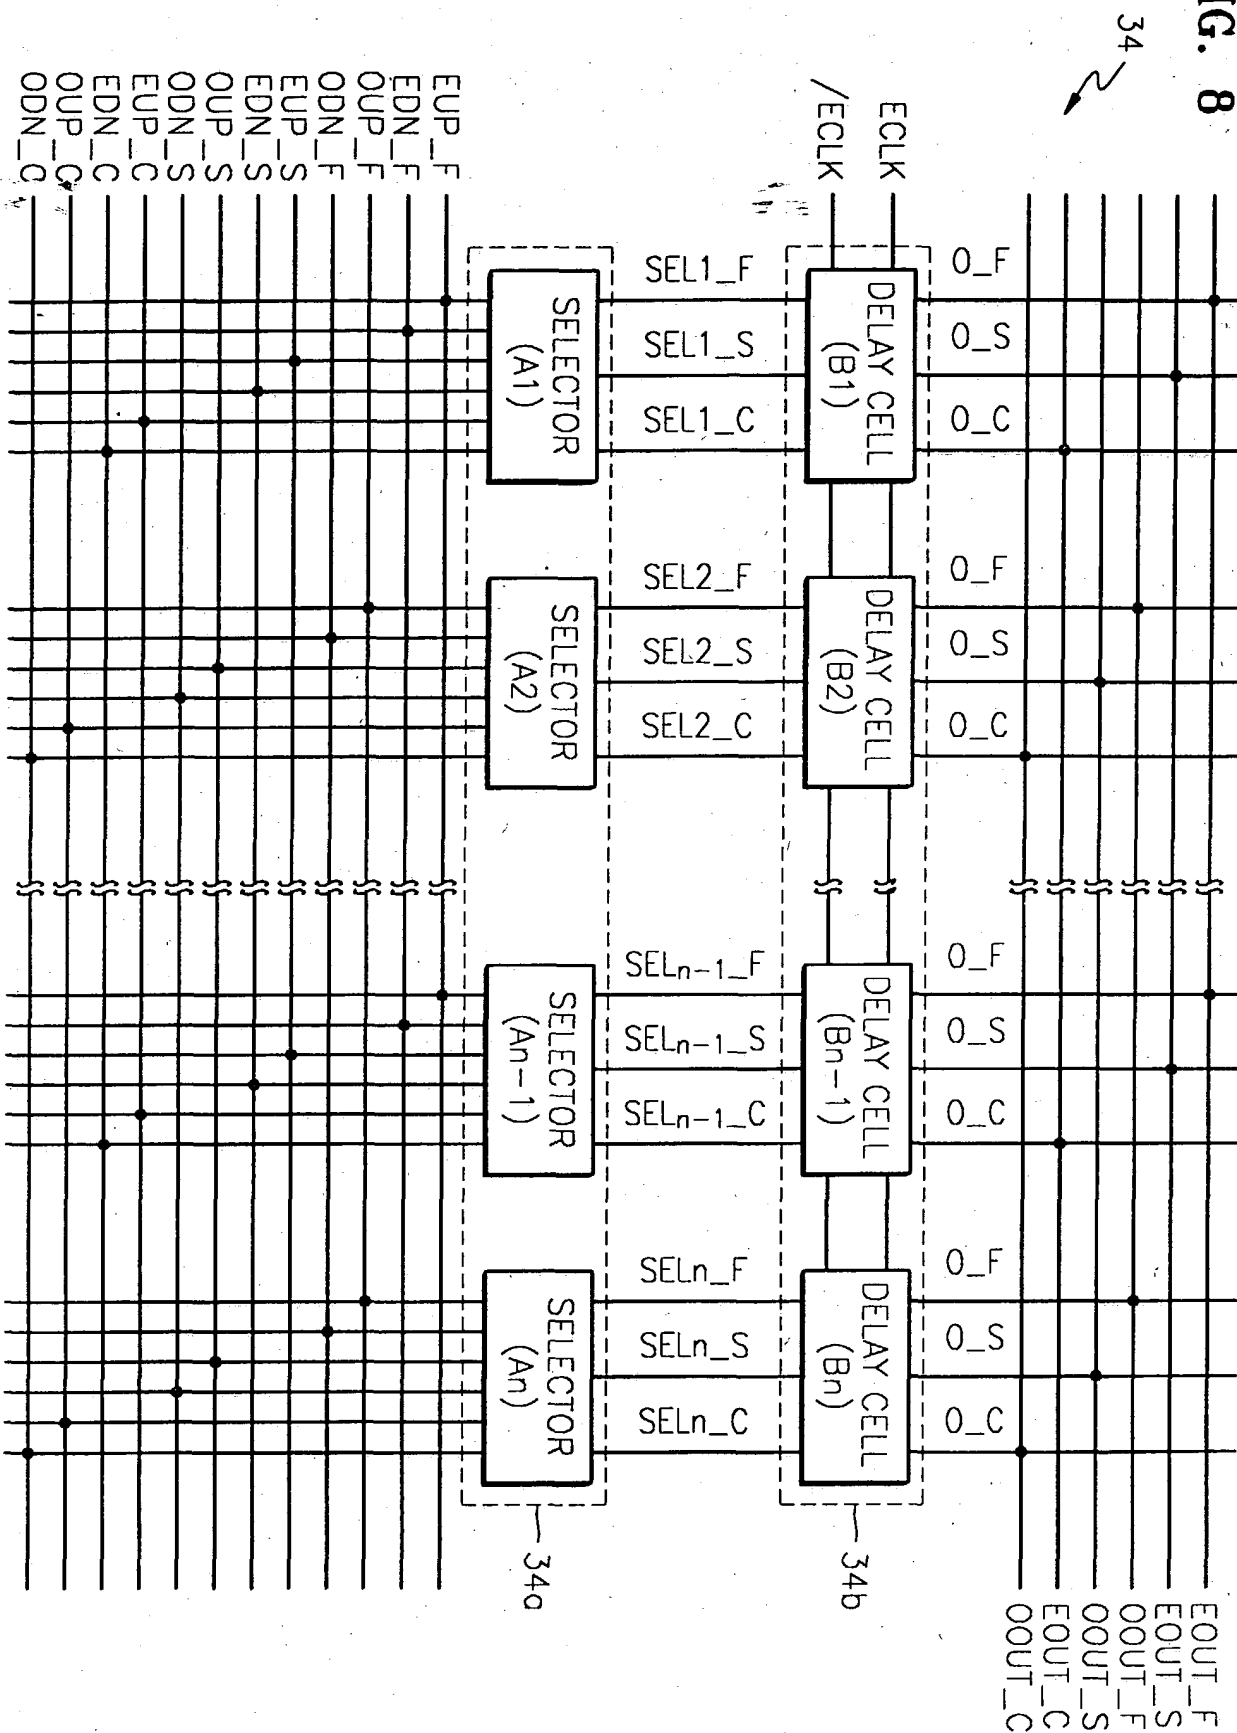 IG. 8
34
EOUT_F
EOUT_S
OOUT_F
OOUT_S
EOUT_C
OOUT_C
O_F
O_S
O_C
O_F
O_S
O_C
O_F
O_S
O_C
O_F
O_S
O_C
ECLK
/ECLK
DELAY CELL
(B1)
DELAY CELL
(B2)
DELAY CELL
(Bn-1)
DELAY CELL
(Bn)
34b
SEL1_F
SEL1_S
SEL1_C
SEL2_F
SEL2_S
SEL2_C
SELn-1_F
SELn-1_S
SELn-1_C
SELn_F
SELn_S
SELn_C
SELECTOR
(A1)
SELECTOR
(A2)
SELECTOR
(An-1)
SELECTOR
(An)
34a
EUP_F
EDN_F
OUP_F
ODN_F
EUP_S
EDN_S
OUP_S
ODN_S
EUP_C
EDN_C
OUP_C
ODN_C